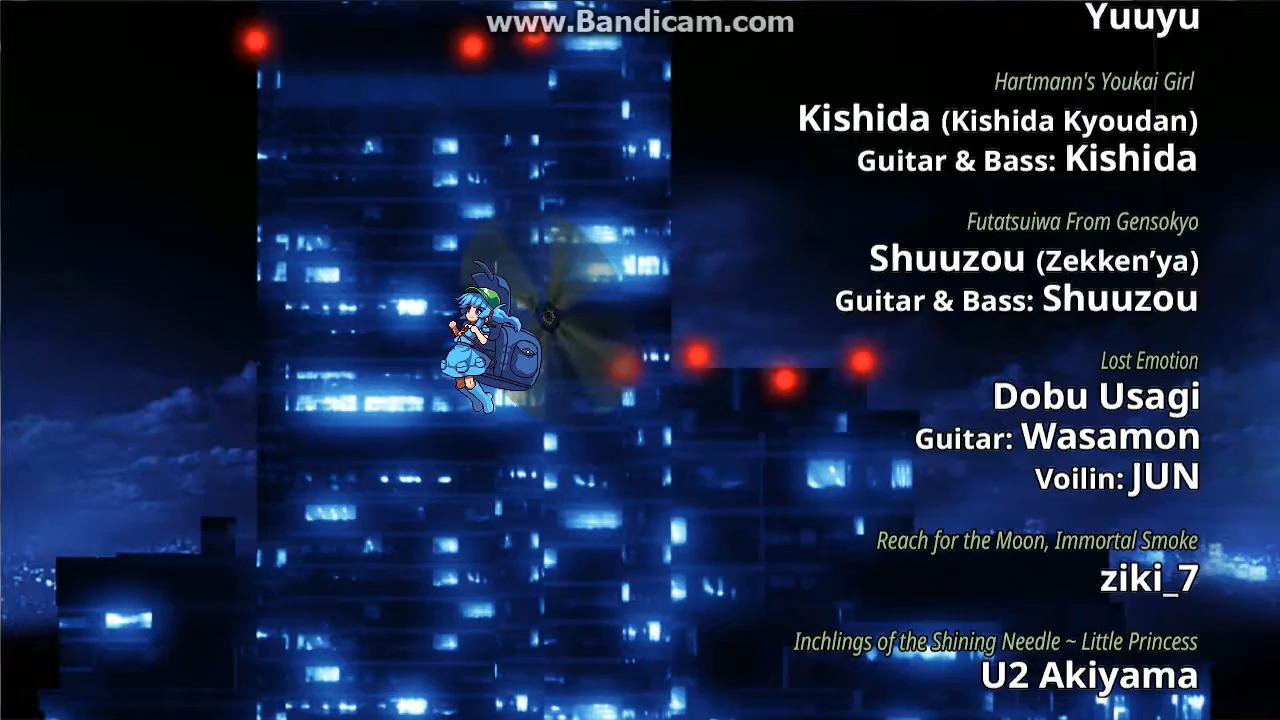 www.Bandicam.com
Yuuyu
Hartmann's Youkai Girl
Kishida (Kishida Kyoudan)
Guitar & Bass: Kishida
Futatsuiwa From Gensokyo
Shuuzou (Zekken’ya)
Guitar & Bass: Shuuzou
Lost Emotion
Dobu Usagi
Guitar: Wasamon
Voilin: JUN
Reach for the Moon, Immortal Smoke
ziki_7
Inchlings of the Shining Needle ~ Little Princess
U2 Akiyama